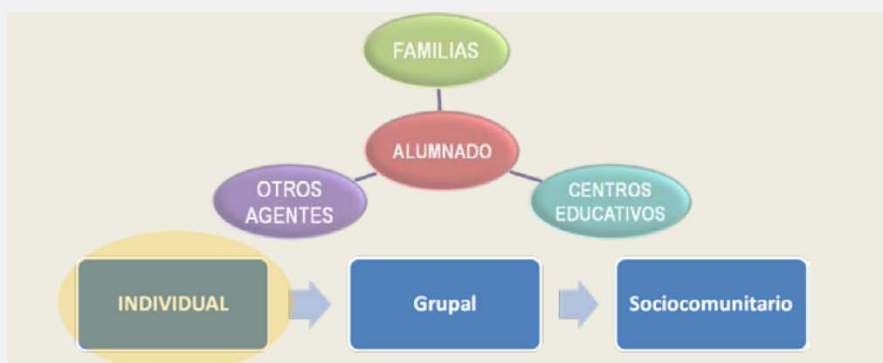 FAMILIAS
ALUMNADO
OTROS
AGENTES
CENTROS
EDUCATIVOS
INDIVIDUAL
Grupal
Sociocomunitario